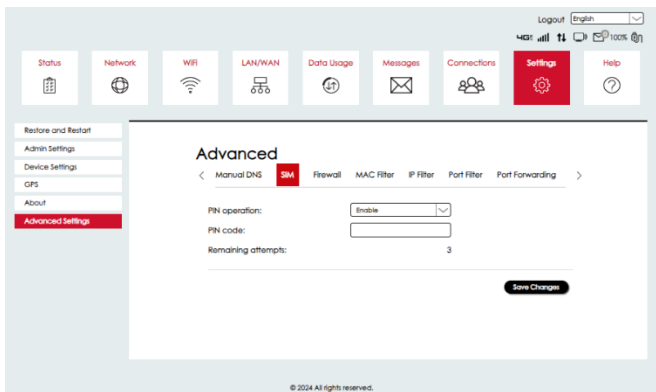 Logout English
4GE 100%
Status Network WiFi LAN/WAN Data Usage Messages Connections Settings Help
Restore and Restart
Admin Settings
Device Settings
GPS
About
Advanced Settings
Advanced
Manual DNS SIM Firewall MAC Filter IP Filter Port Filter Port Forwarding
PIN operation: Enable
PIN code:
Remaining attempts: 3
Save Changes
© 2024 All rights reserved.